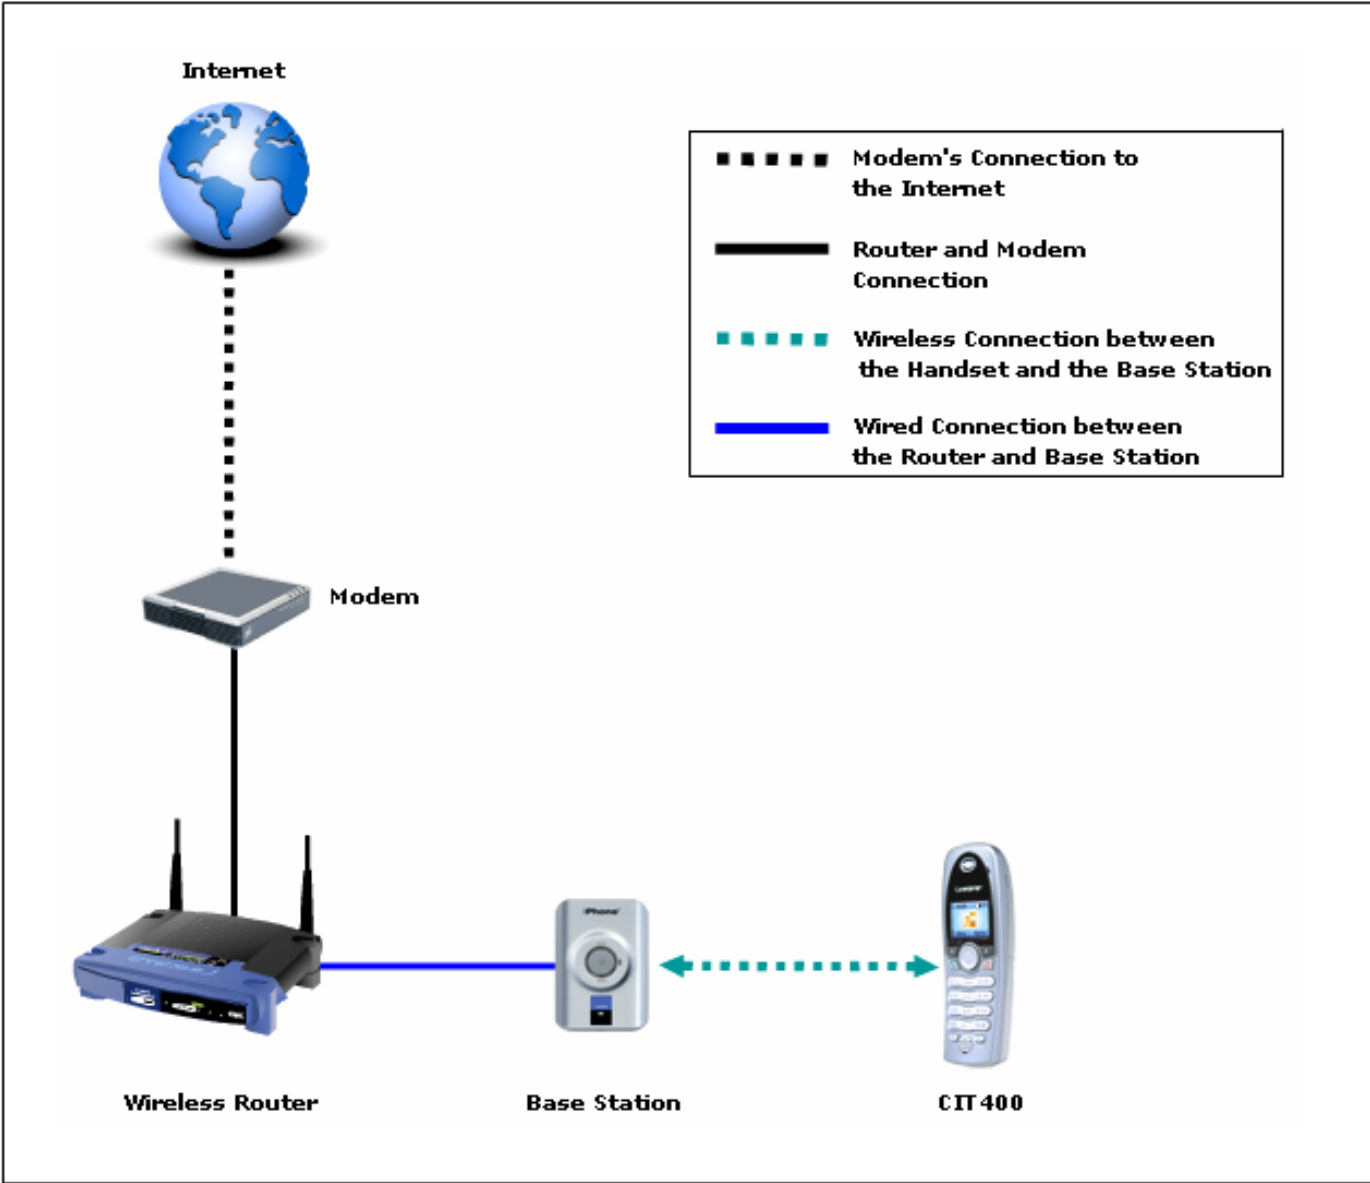 Internet
Modem's Connection to
the Internet
Router and Modem
Connection
Wireless Connection between
the Handset and the Base Station
Wired Connection between
the Router and Base Station
Modem
iPhone
Wireless Router
Base Station
CIT400